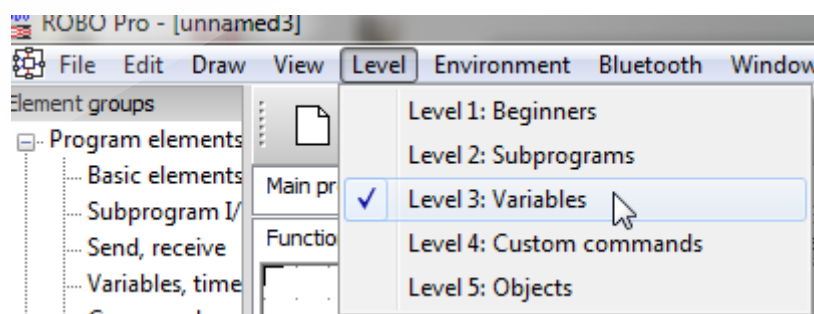 ROBO Pro - [unnamed3]
File Edit Draw View Level Environment Bluetooth Window
Element groups
Program elements
Basic elements
Subprogram I/
Send, receive
Variables, time
Main pr
Functio
Level 1: Beginners
Level 2: Subprograms
Level 3: Variables
Level 4: Custom commands
Level 5: Objects